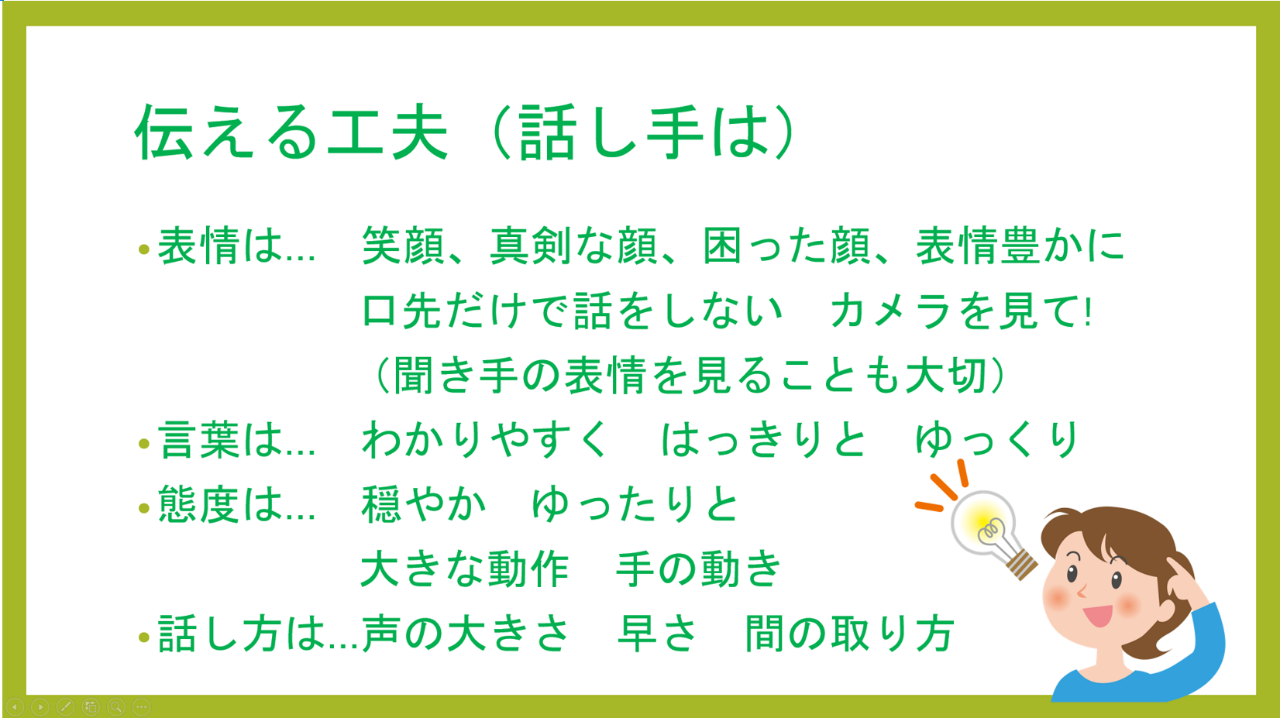 伝える工夫（話し手は）
•表情は...　笑顔、真剣な顔、困った顔、表情豊かに
口先だけで話をしない　カメラを見て!
（聞き手の表情を見ることも大切）
•言葉は...　わかりやすく　はっきりと　ゆっくり
•態度は...　穏やか　ゆったりと
大きな動作　手の動き
•話し方は...声の大きさ　早さ　間の取り方